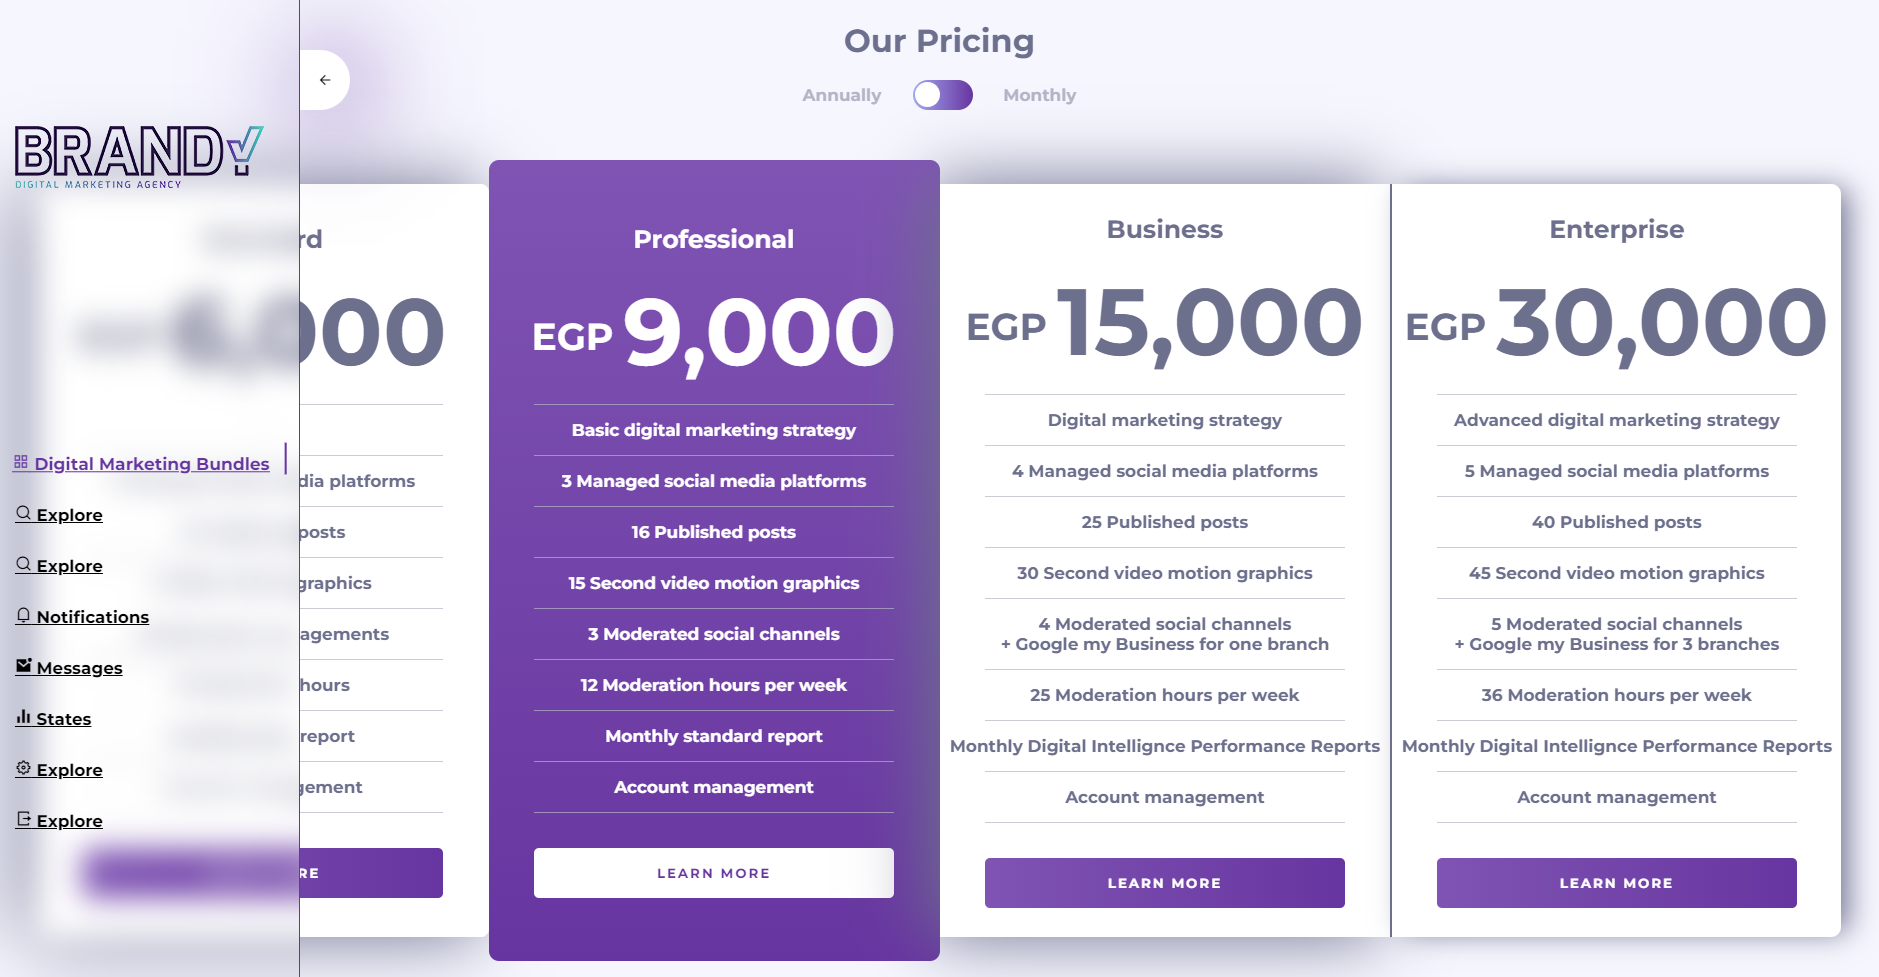 BRAND
DIGITAL MARKETING AGENCY
Digital Marketing Bundles
Explore
Explore
Notifications
Messages
States
Explore
Explore
Our Pricing
Annually
Monthly
rd
6,000
dia platforms
posts
graphics
agements
hours
report
gement
RE
Professional
EGP 9,000
Basic digital marketing strategy
3 Managed social media platforms
16 Published posts
15 Second video motion graphics
3 Moderated social channels
12 Moderation hours per week
Monthly standard report
Account management
LEARN MORE
Business
EGP 15,000
Digital marketing strategy
4 Managed social media platforms
25 Published posts
30 Second video motion graphics
4 Moderated social channels
+ Google my Business for one branch
25 Moderation hours per week
Monthly Digital Intellignce Performance Reports
Account management
LEARN MORE
Enterprise
EGP 30,000
Advanced digital marketing strategy
5 Managed social media platforms
40 Published posts
45 Second video motion graphics
5 Moderated social channels
+ Google my Business for 3 branches
36 Moderation hours per week
Monthly Digital Intellignce Performance Reports
Account management
LEARN MORE